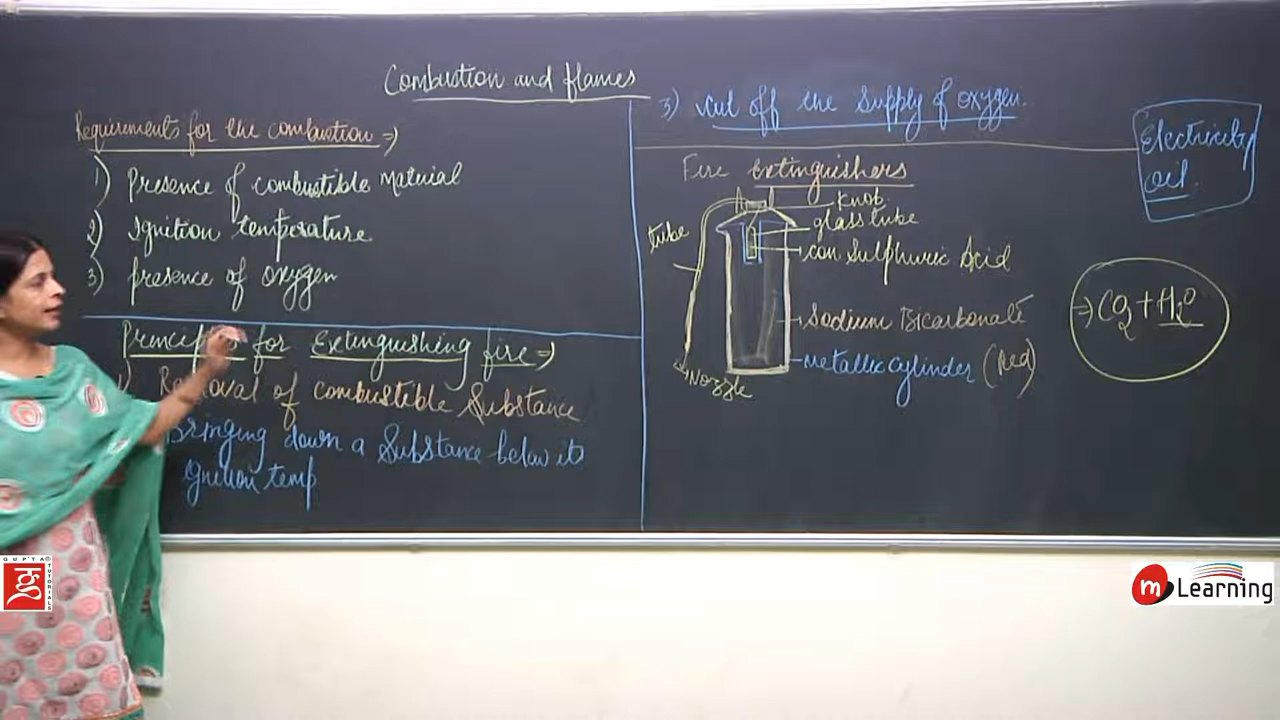 Combustion and flames
Requirements for the combustion ⇒
1) Presence of combustible Material
2) Ignition temperature
3) presence of oxygen
for Extinguishing fire ⇒
1) Removal of combustible Substance
Bringing down a Substance below its
Ignition temp
3) Cut off the Supply of oxygen.
Fire Extinguishers
Knob
glass tube
con Sulphuric Acid
tube
Sodium Bicarbonate
Metallic cylinder (Red)
Nozzle
Electricity
oil.
⇒ CO2 + H2O
GUPTA® TUTORIALS
m Learning